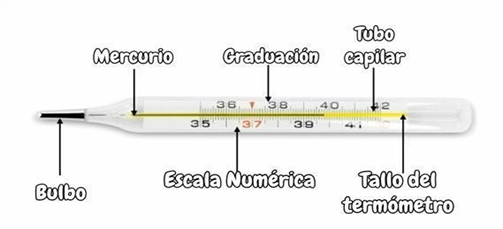 Mercurio
Graduación
Tubo
capilar
36 38 40 42
35 37 39 41
Bulbo
Escala Numérica
Tallo del
termómetro